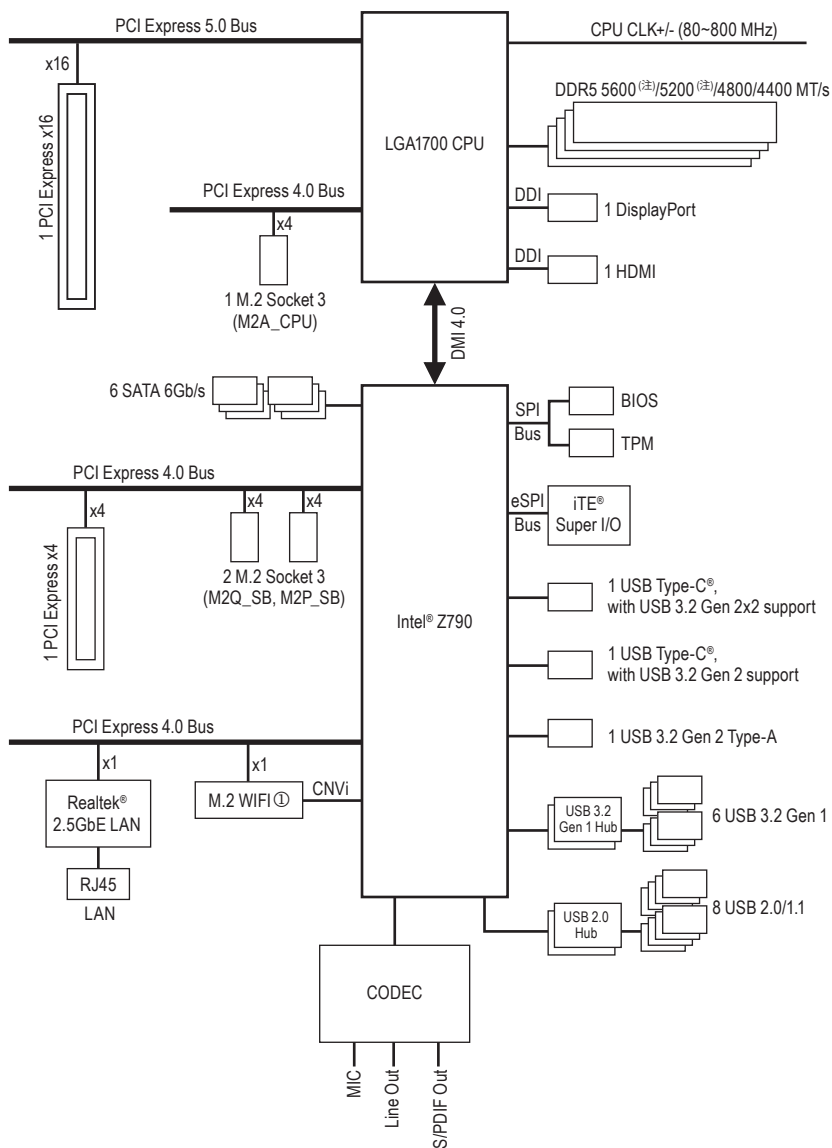 PCI Express 5.0 Bus
CPU CLK+/- (80~800 MHz)
x16
DDR5 5600(注)/5200(注)/4800/4400 MT/s
1 PCI Express x16
LGA1700 CPU
PCI Express 4.0 Bus
x4
DDI
1 DisplayPort
DDI
1 HDMI
1 M.2 Socket 3
(M2A_CPU)
DMI 4.0
6 SATA 6Gb/s
SPI
Bus
BIOS
TPM
PCI Express 4.0 Bus
x4
x4
x4
eSPI
Bus
iTE®
Super I/O
1 PCI Express x4
2 M.2 Socket 3
(M2Q_SB, M2P_SB)
Intel® Z790
1 USB Type-C®,
with USB 3.2 Gen 2x2 support
1 USB Type-C®,
with USB 3.2 Gen 2 support
PCI Express 4.0 Bus
1 USB 3.2 Gen 2 Type-A
x1
x1
Realtek®
2.5GbE LAN
M.2 WIFI ①
CNVi
USB 3.2
Gen 1 Hub
6 USB 3.2 Gen 1
RJ45
LAN
USB 2.0
Hub
8 USB 2.0/1.1
CODEC
MIC
Line Out
S/PDIF Out